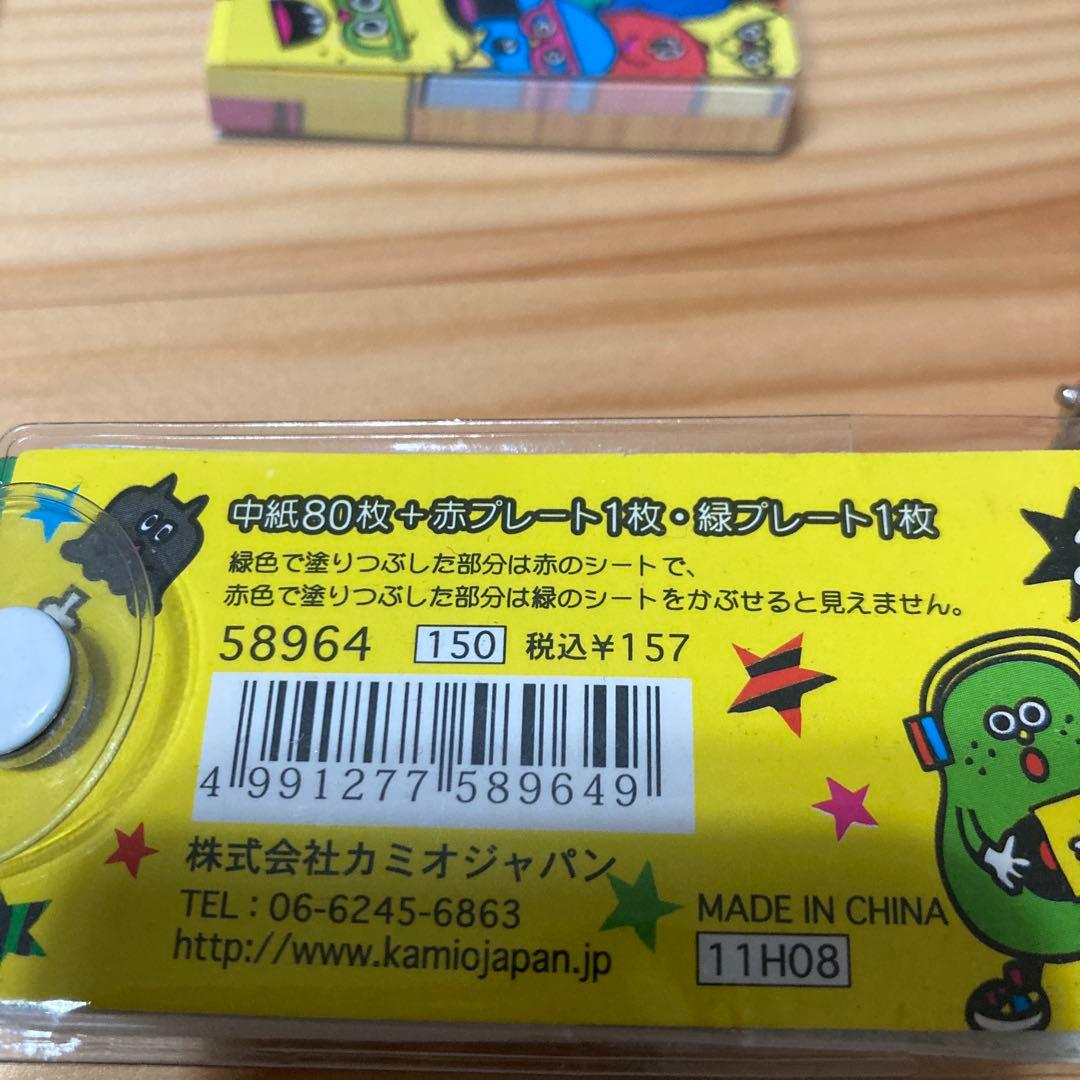 中紙80枚+赤プレート1枚・緑プレート1枚
緑色で塗りつぶした部分は赤のシートで、
赤色で塗りつぶした部分は緑のシートをかぶせると見えません。
58964 150 税込¥157
4 991277 589649
株式会社カミオジャパン
TEL:06-6245-6863
http://www.kamiojapan.jp
MADE IN CHINA
11H08